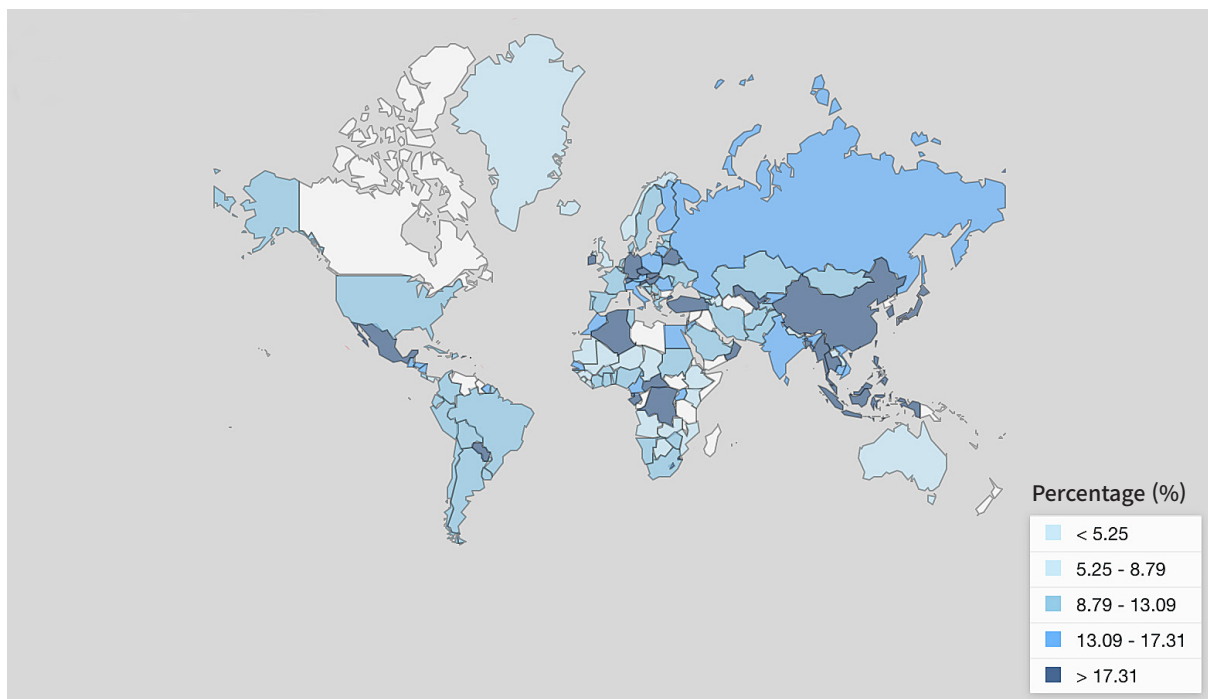 Percentage (%)
< 5.25
5.25 - 8.79
8.79 - 13.09
13.09 - 17.31
> 17.31